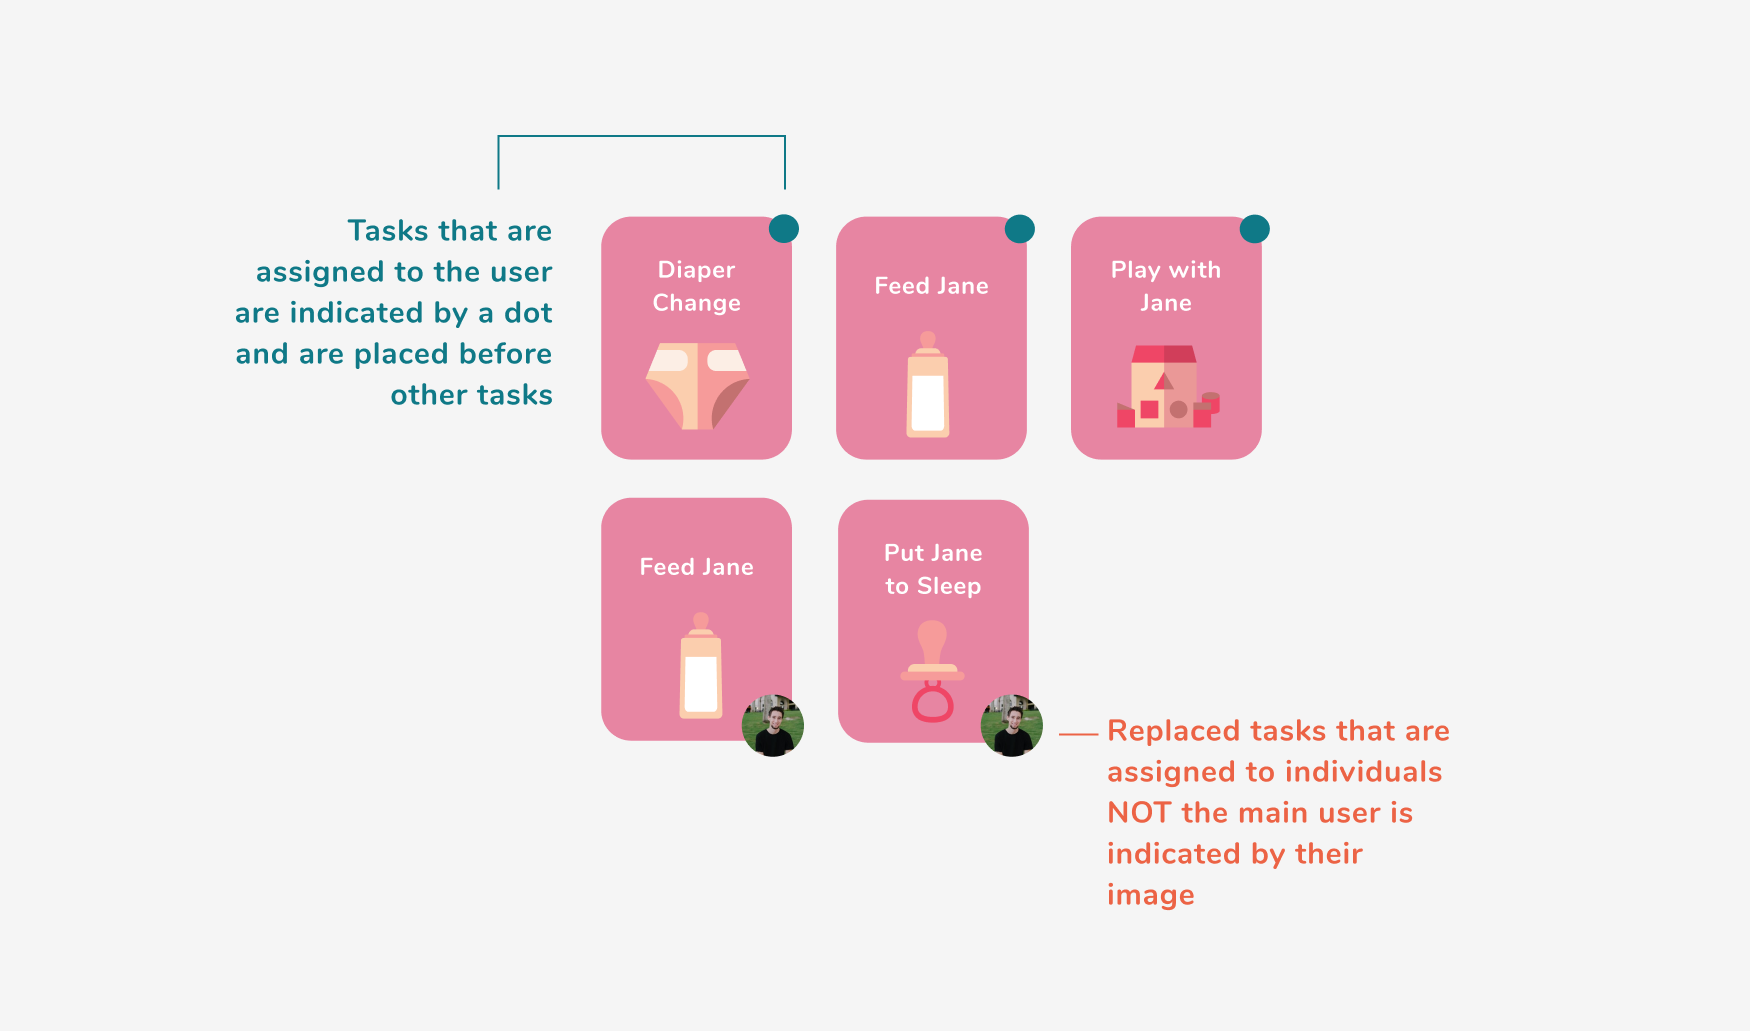 Tasks that are
assigned to the user
are indicated by a dot
and are placed before
other tasks
Diaper
Change
Feed Jane
Play with
Jane
Feed Jane
Put Jane
to Sleep
Replaced tasks that are
assigned to individuals
NOT the main user is
indicated by their
image